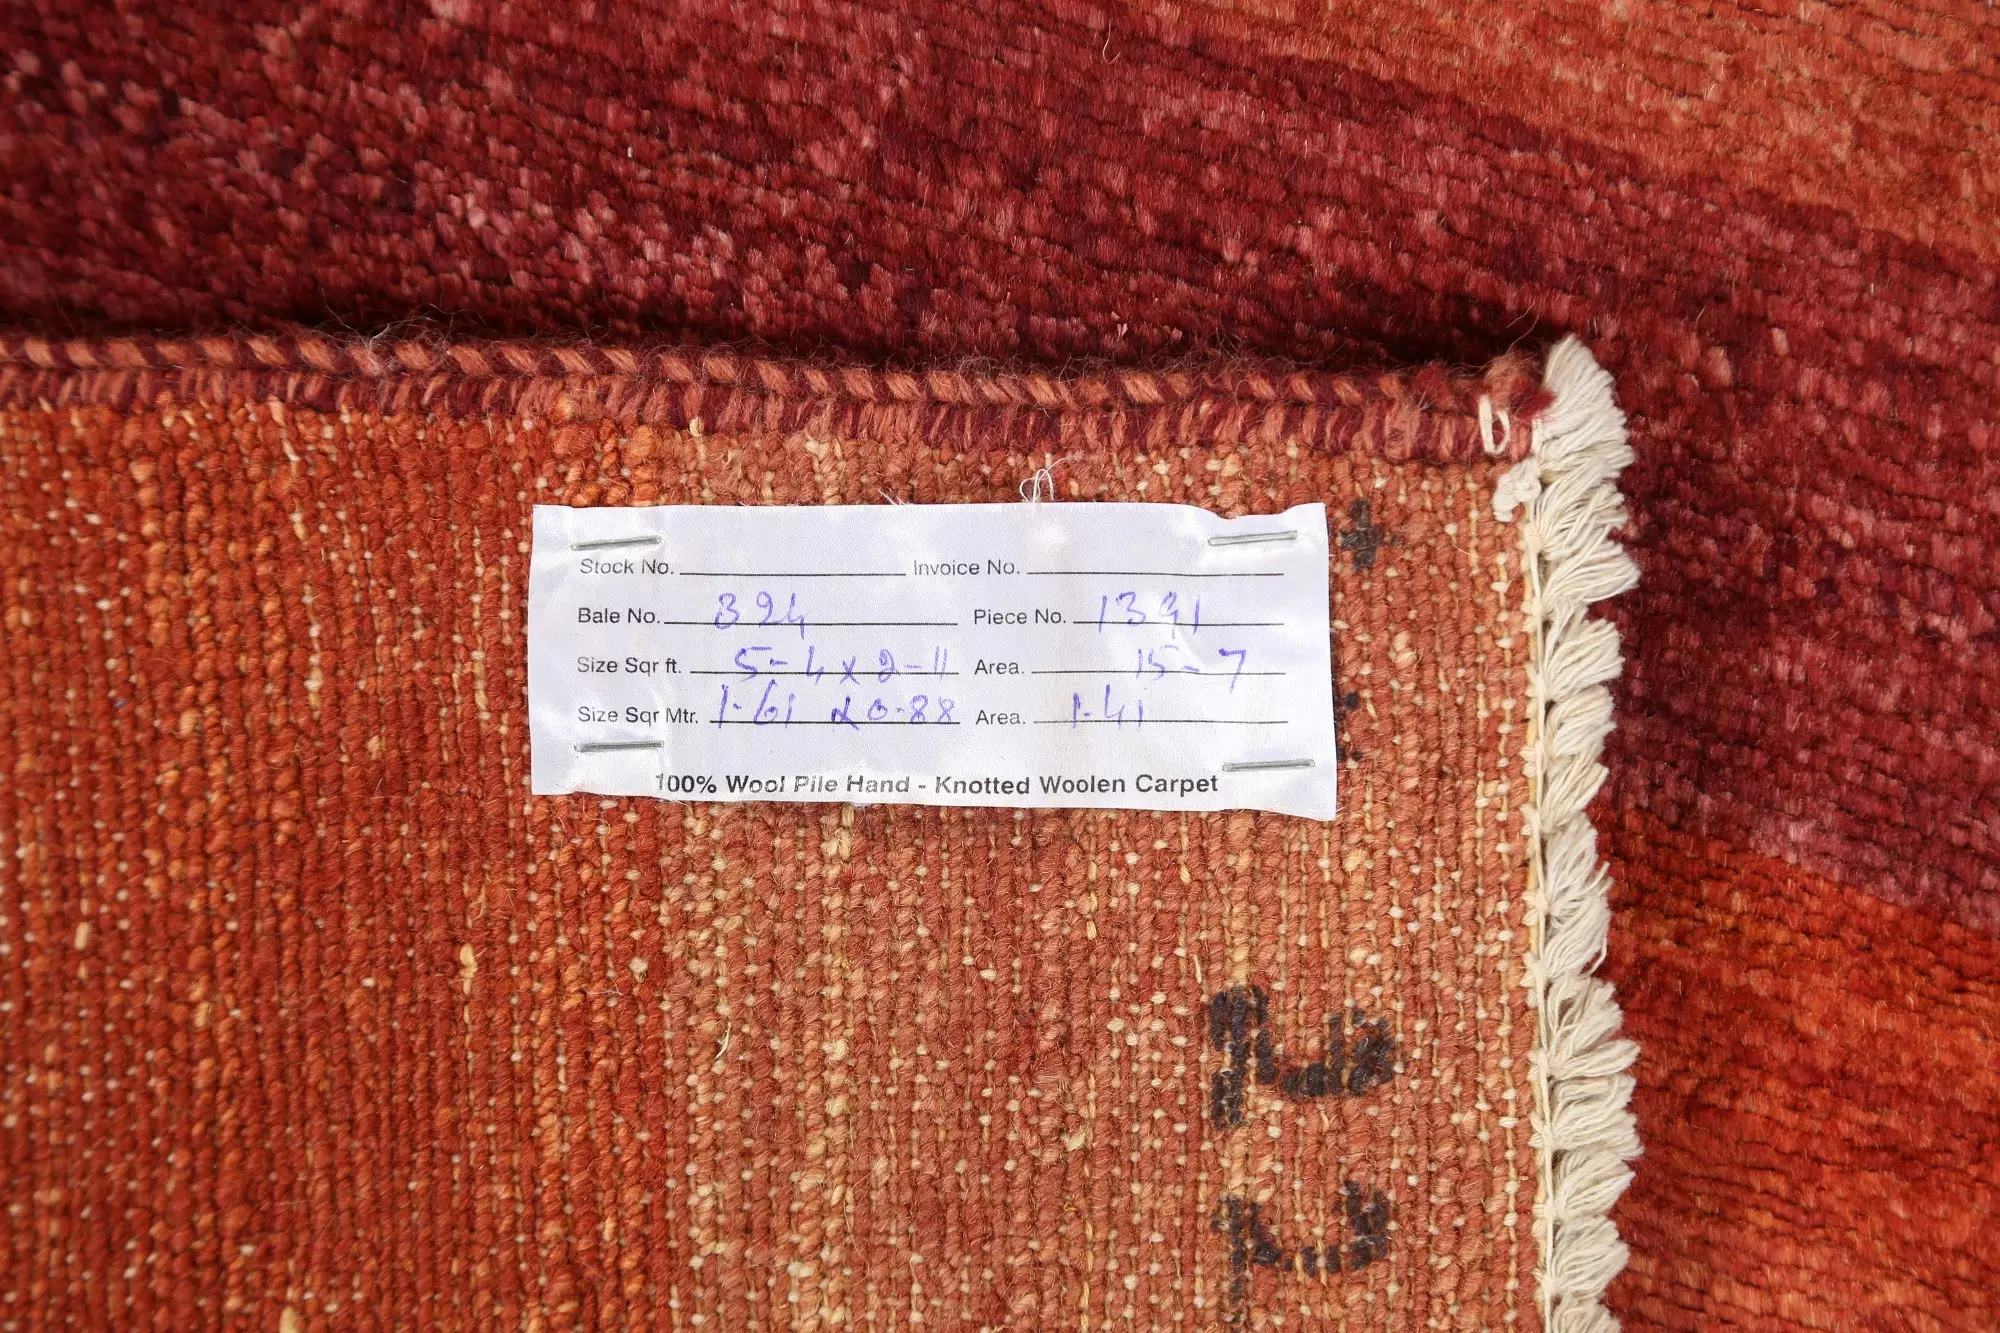 Stock No. Invoice No.
Bale No. 394 Piece No. 1391
Size Sqr ft. 5-4 x 2-11 Area. 15-7
Size Sqr Mtr. 1.61 x 0.88 Area. 1.41
100% Wool Pile Hand - Knotted Woolen Carpet